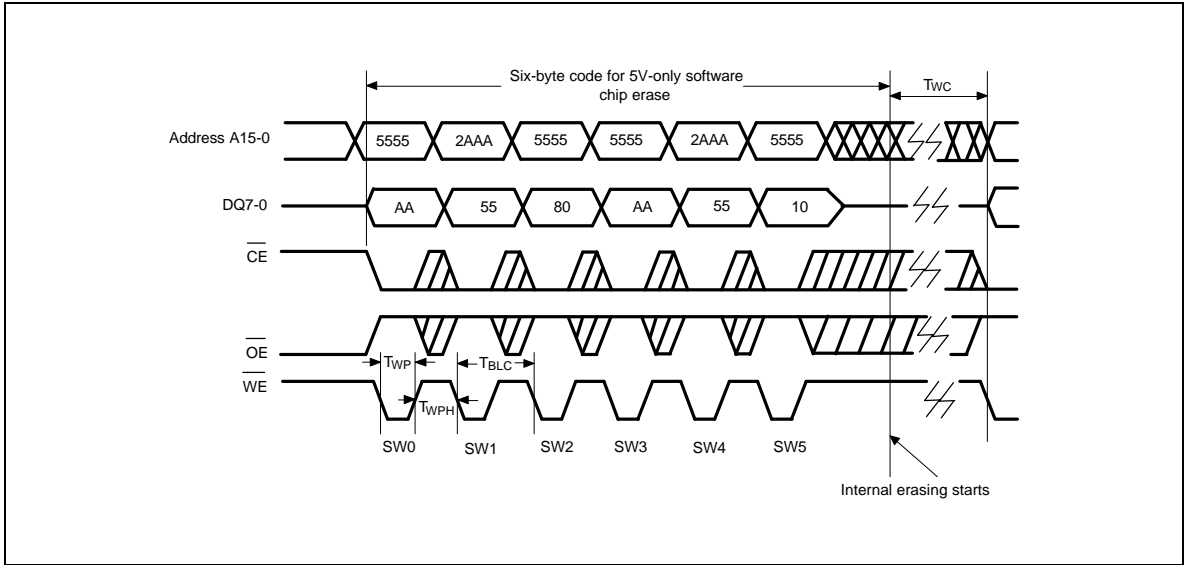 Six-byte code for 5V-only software
chip erase
TWC
Address A15-0
5555
2AAA
5555
5555
2AAA
5555
DQ7-0
AA
55
80
AA
55
10
CE
OE
TWP
TBLC
WE
TWPH
SW0
SW1
SW2
SW3
SW4
SW5
Internal erasing starts